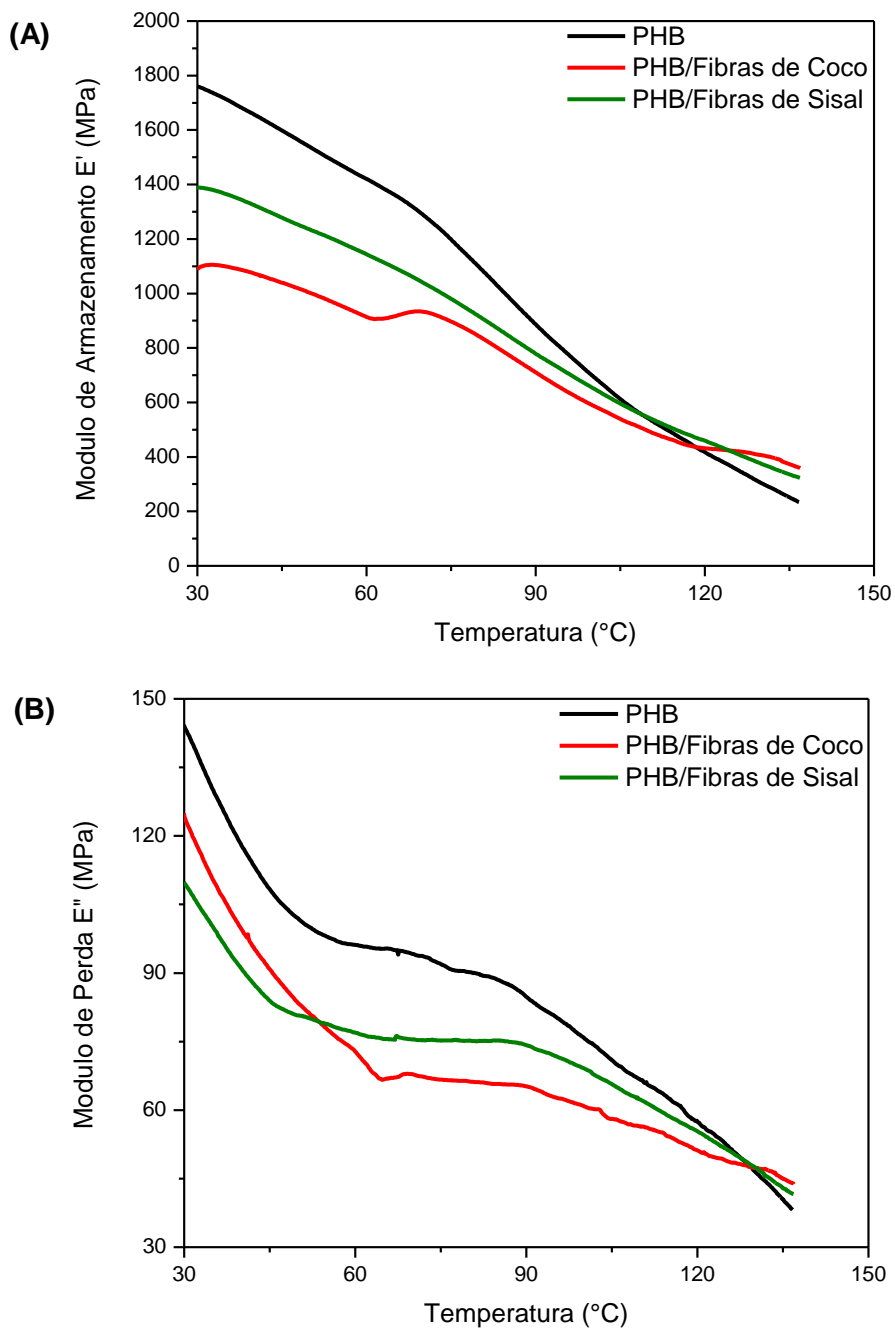 (A)
2000
1800
1600
1400
1200
1000
800
600
400
200
0
Modulo de Armazenamento E' (MPa)
PHB
PHB/Fibras de Coco
PHB/Fibras de Sisal
30
60
90
120
150
Temperatura (°C)
(B)
150
120
90
60
30
Modulo de Perda E" (MPa)
PHB
PHB/Fibras de Coco
PHB/Fibras de Sisal
30
60
90
120
150
Temperatura (°C)